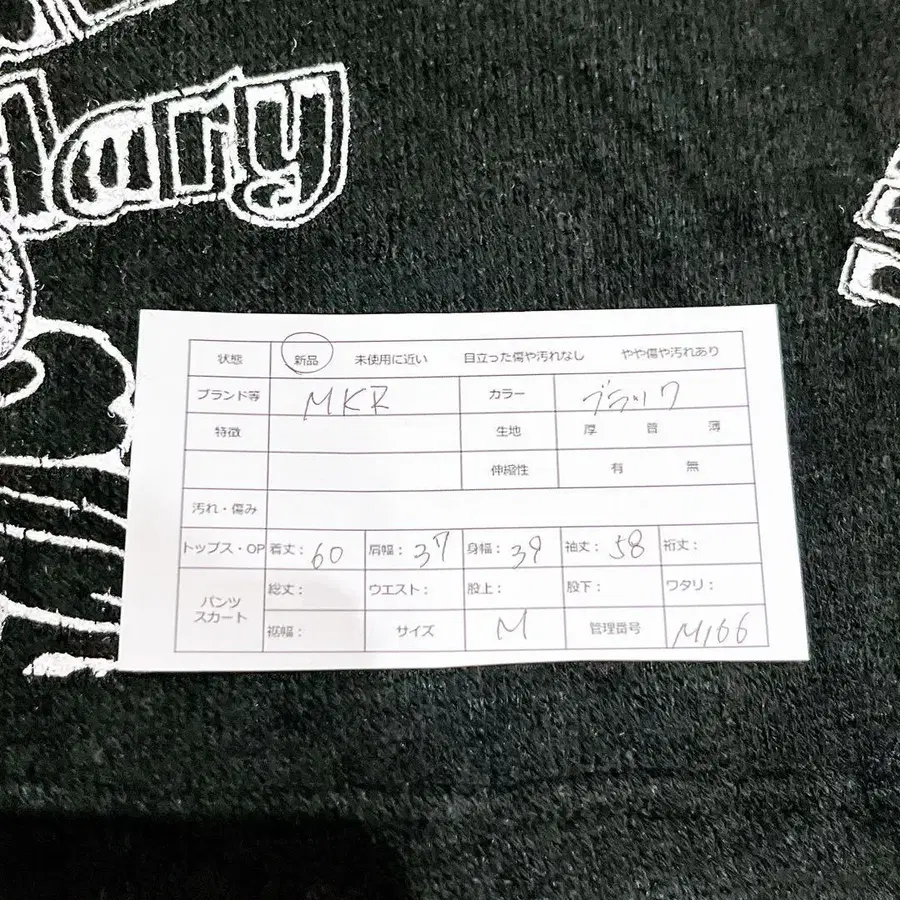 lary
状態 新品 未使用に近い 目立った傷や汚れなし やや傷や汚れあり
ブランド等 MKR カラー ブラック
特徴 生地 厚 普 薄
伸縮性 有 無
汚れ・傷み
トップス・OP 着丈: 60 肩幅: 37 身幅: 39 袖丈: 58 裄丈:
パンツ スカート 総丈: ウエスト: 股上: 股下: ワタリ:
裾幅: サイズ M 管理番号 M166